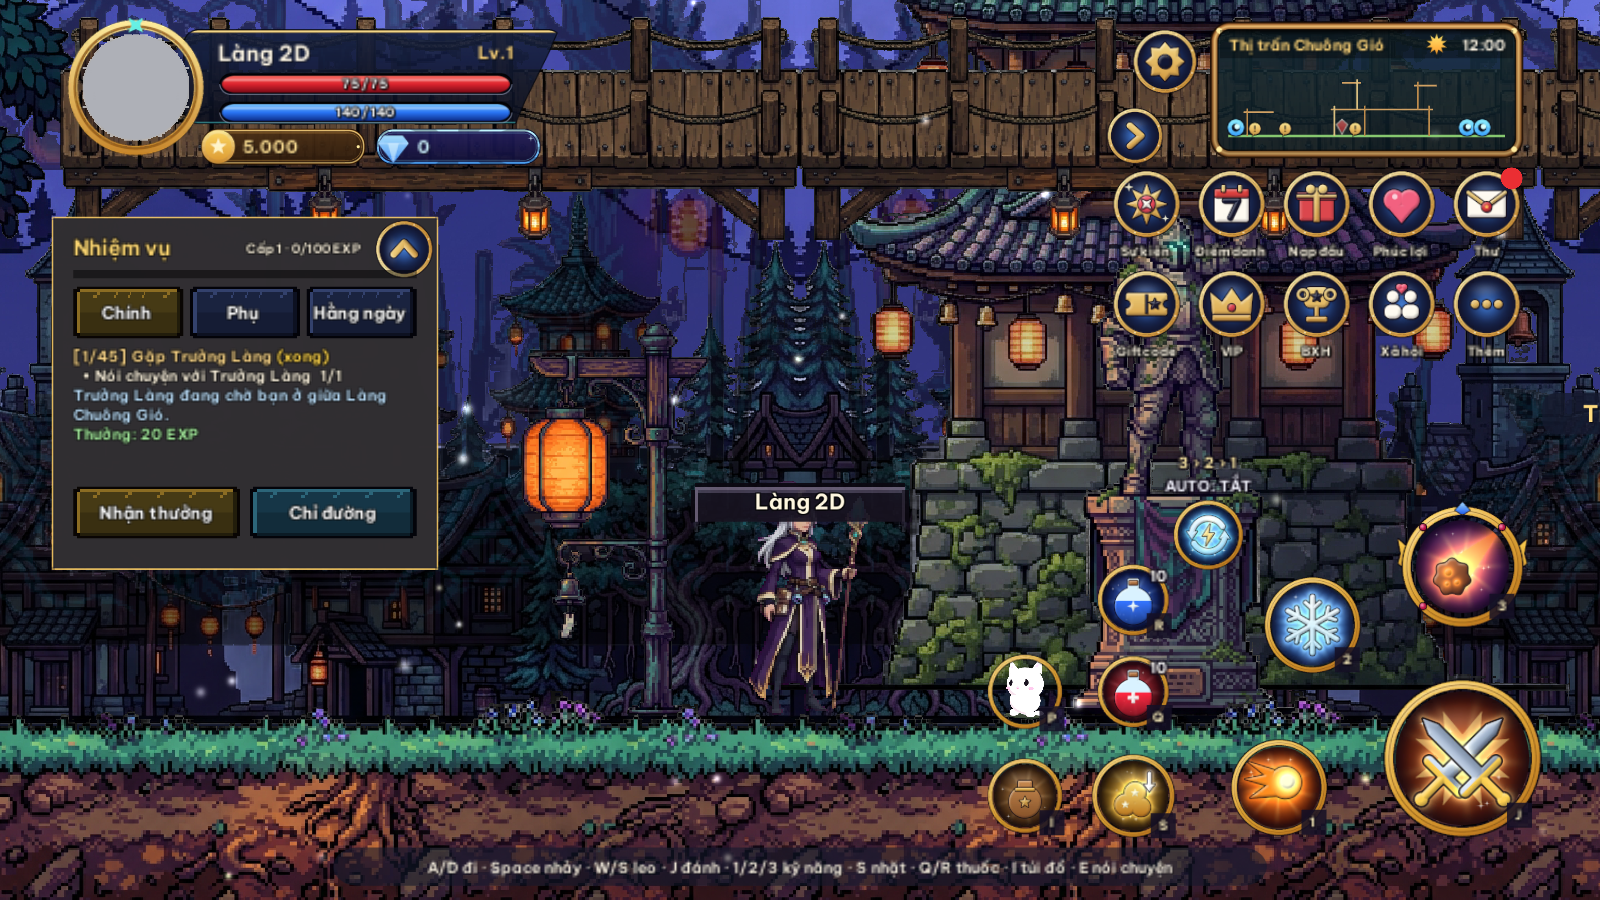 Làng 2D
Lv.1
75/75
140/140
5.000
0
Thị trấn Chuông Gió
12:00
Sự kiện
Điểm danh
Nạp đầu
Phúc lợi
Thư
Giftcode
VIP
BXH
Xã hội
Thêm
Nhiệm vụ
Cấp 1 · 0/100 EXP
Chính
Phụ
Hằng ngày
[1/45] Gặp Trưởng Làng (xong)
• Nói chuyện với Trưởng Làng 1/1
Trưởng Làng đang chờ bạn ở giữa Làng
Chuông Gió.
Thưởng: 20 EXP
Nhận thưởng
Chỉ đường
Làng 2D
T
3 › 2 › 1
AUTO: TẮT
10
R
10
Q
P
3
2
I
S
1
J
7
A/D đi · Space nhảy · W/S leo · J đánh · 1/2/3 kỹ năng · S nhặt · Q/R thuốc · I túi đồ · E nói chuyện